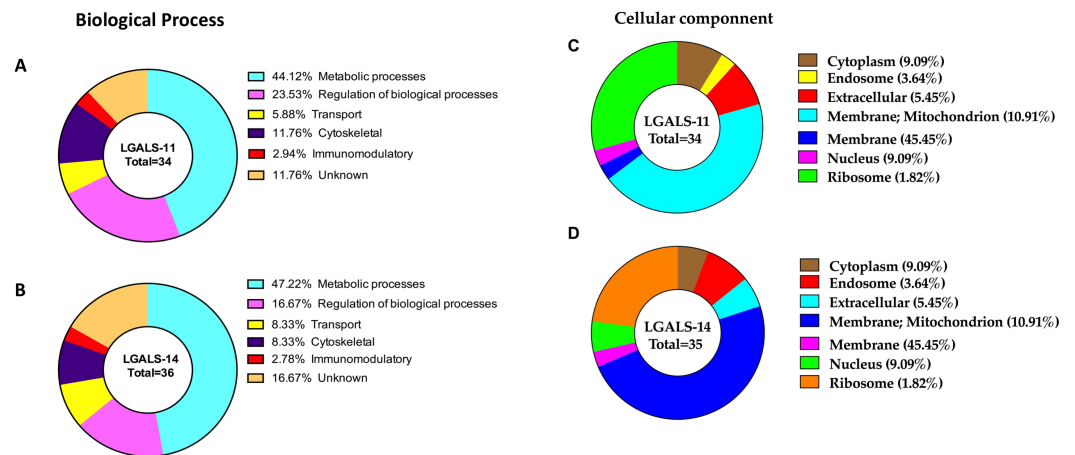 Biological Process
Cellular componnent
A
LGALS-11
Total=34
44.12% Metabolic processes
23.53% Regulation of biological processes
5.88% Transport
11.76% Cytoskeletal
2.94% Immunomodulatory
11.76% Unknown
B
LGALS-14
Total=36
47.22% Metabolic processes
16.67% Regulation of biological processes
8.33% Transport
8.33% Cytoskeletal
2.78% Immunomodulatory
16.67% Unknown
C
LGALS-11
Total=34
Cytoplasm (9.09%)
Endosome (3.64%)
Extracellular (5.45%)
Membrane; Mitochondrion (10.91%)
Membrane (45.45%)
Nucleus (9.09%)
Ribosome (1.82%)
D
LGALS-14
Total=35
Cytoplasm (9.09%)
Endosome (3.64%)
Extracellular (5.45%)
Membrane; Mitochondrion (10.91%)
Membrane (45.45%)
Nucleus (9.09%)
Ribosome (1.82%)